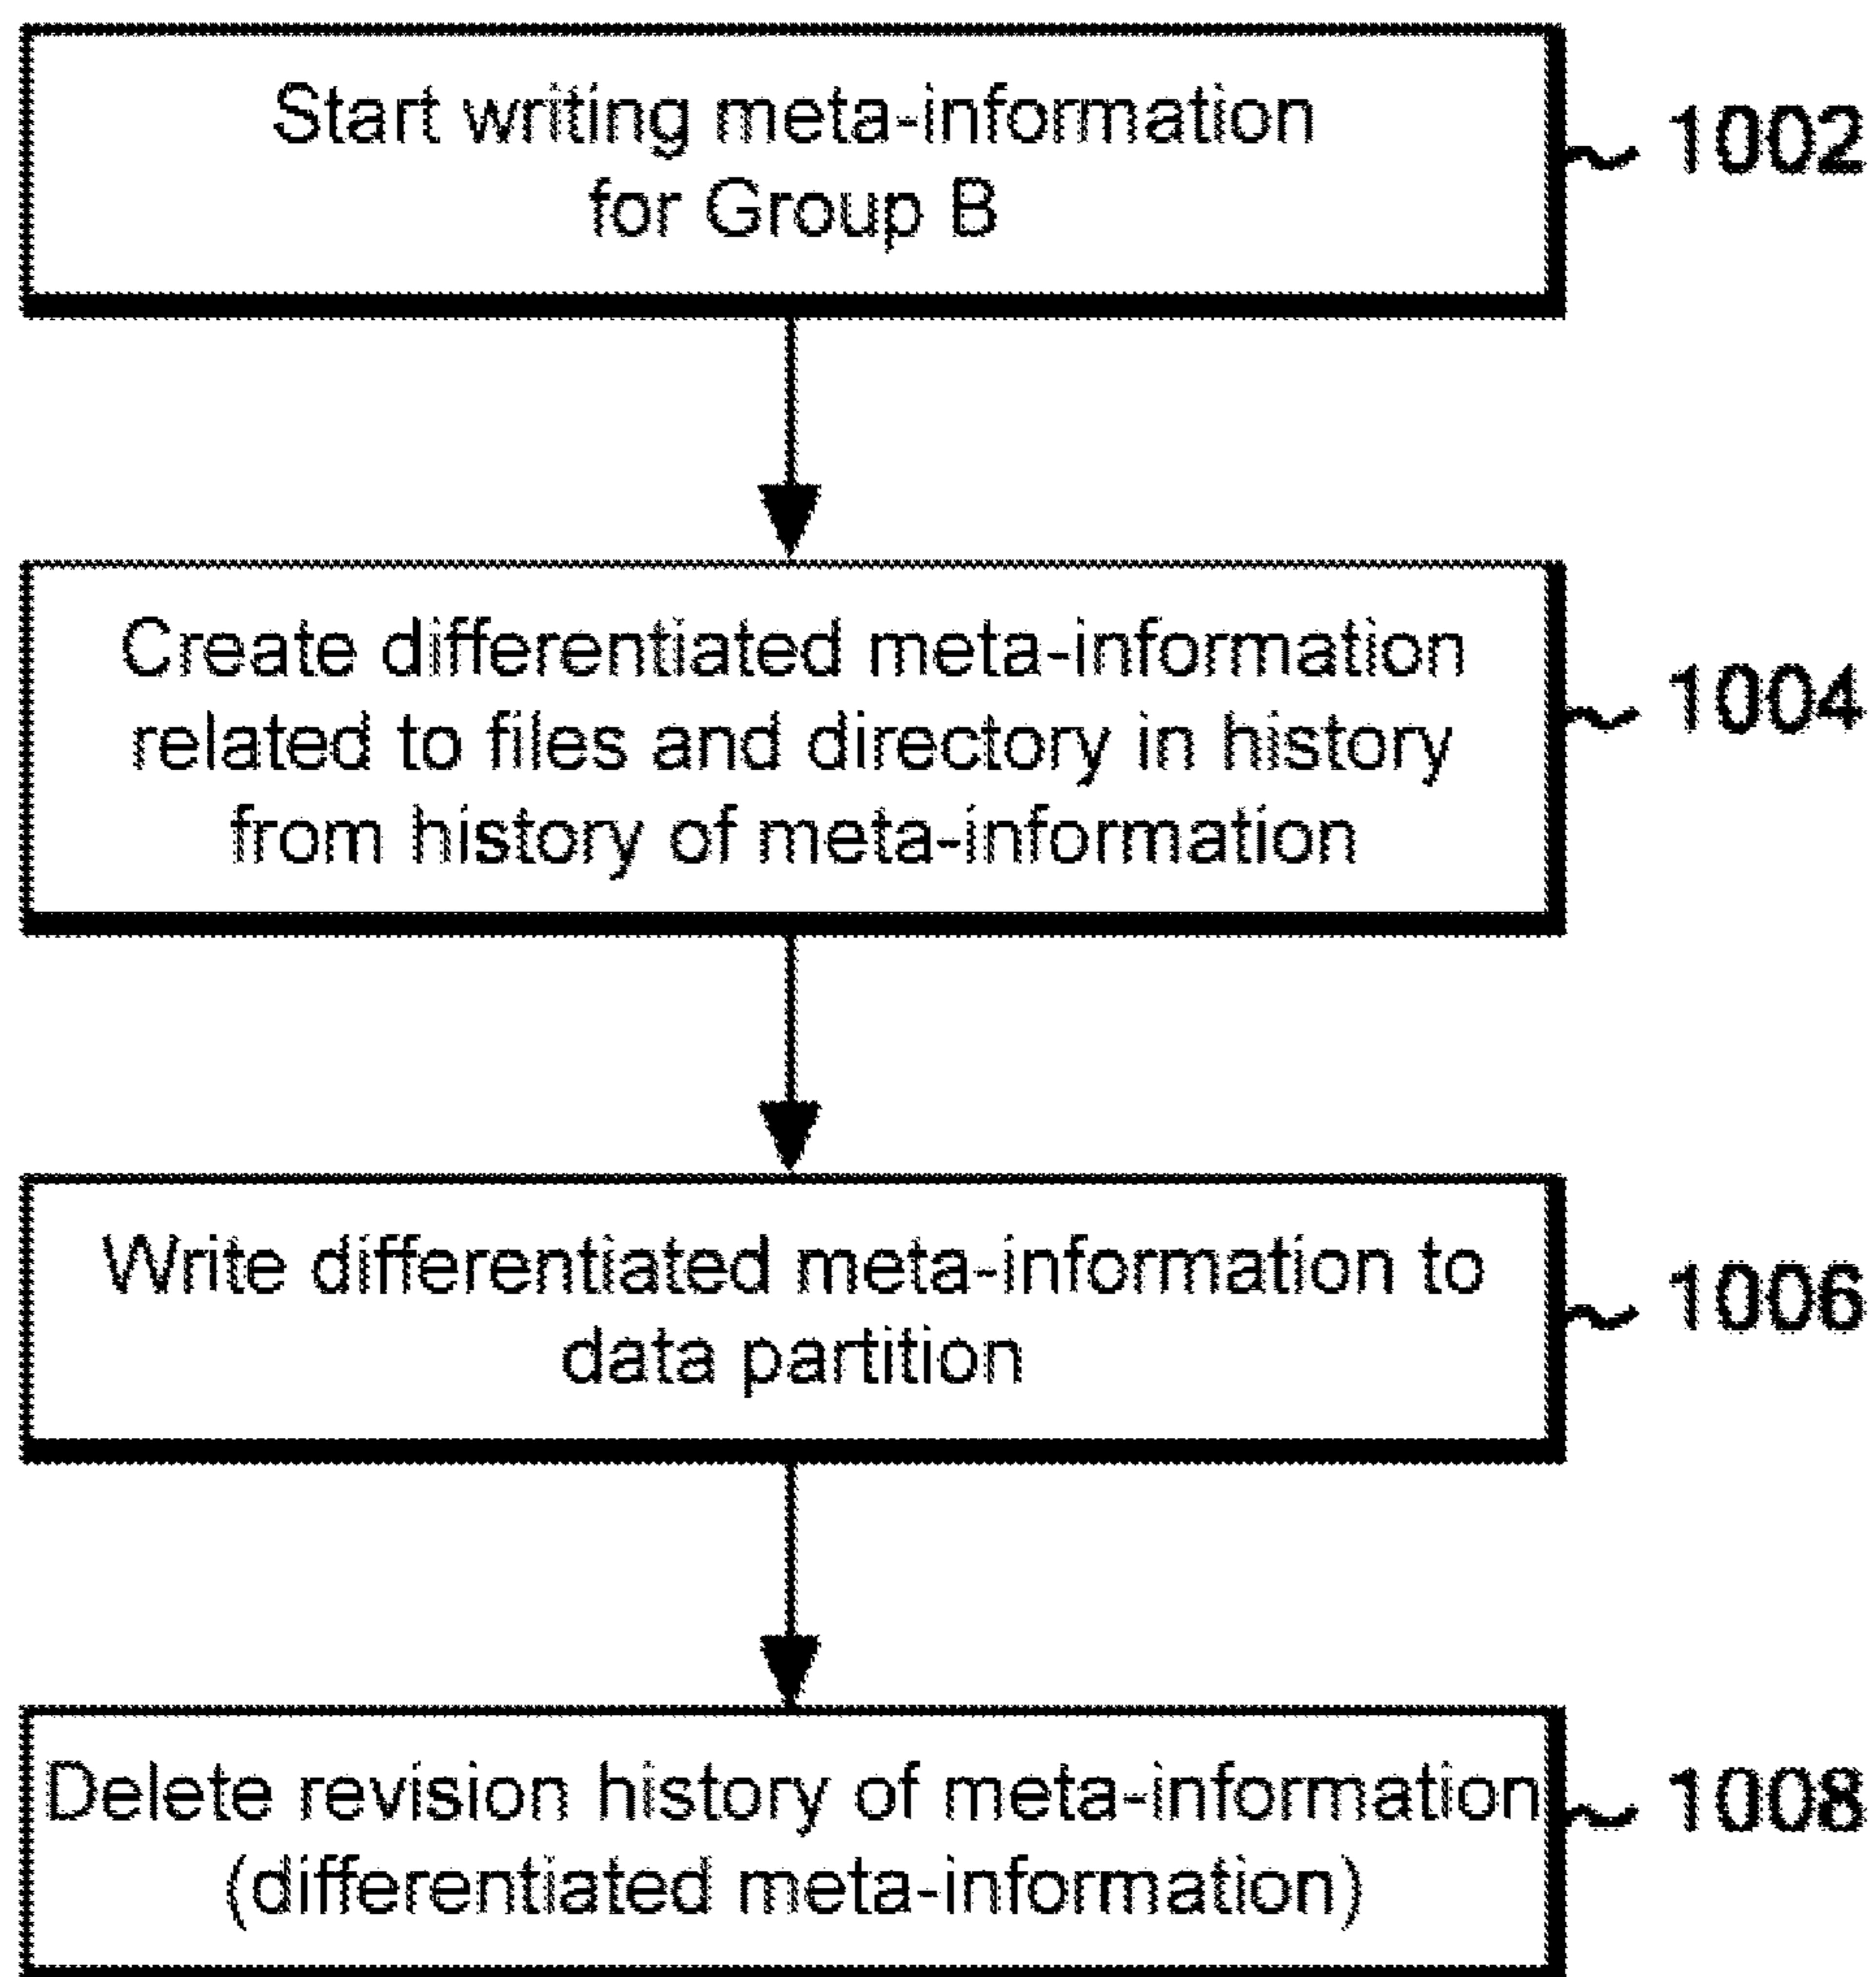 Start writing meta-information
for Group B
1002
Create differentiated meta-information
related to files and directory in history
from history of meta-information
1004
Write differentiated meta-information to
data partition
1006
Delete revision history of meta-information
(differentiated meta-information)
1008